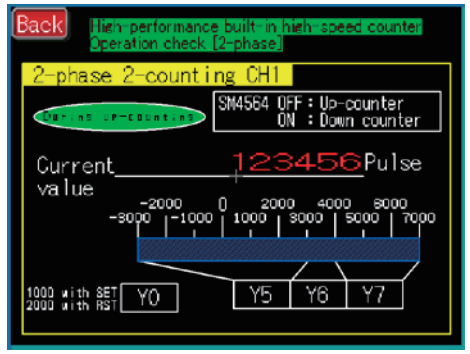 Back
High-performance built-in high-speed counter
Operation check [2-phase]
2-phase 2-counting CH1
During up-counting
SM4564 OFF : Up-counter
ON : Down counter
Current value
123456 Pulse
-2000 0 2000 4000 6000
-3000 -1000 1000 3000 5000 7000
1000 with SET
2000 with RST
Y0 Y5 Y6 Y7